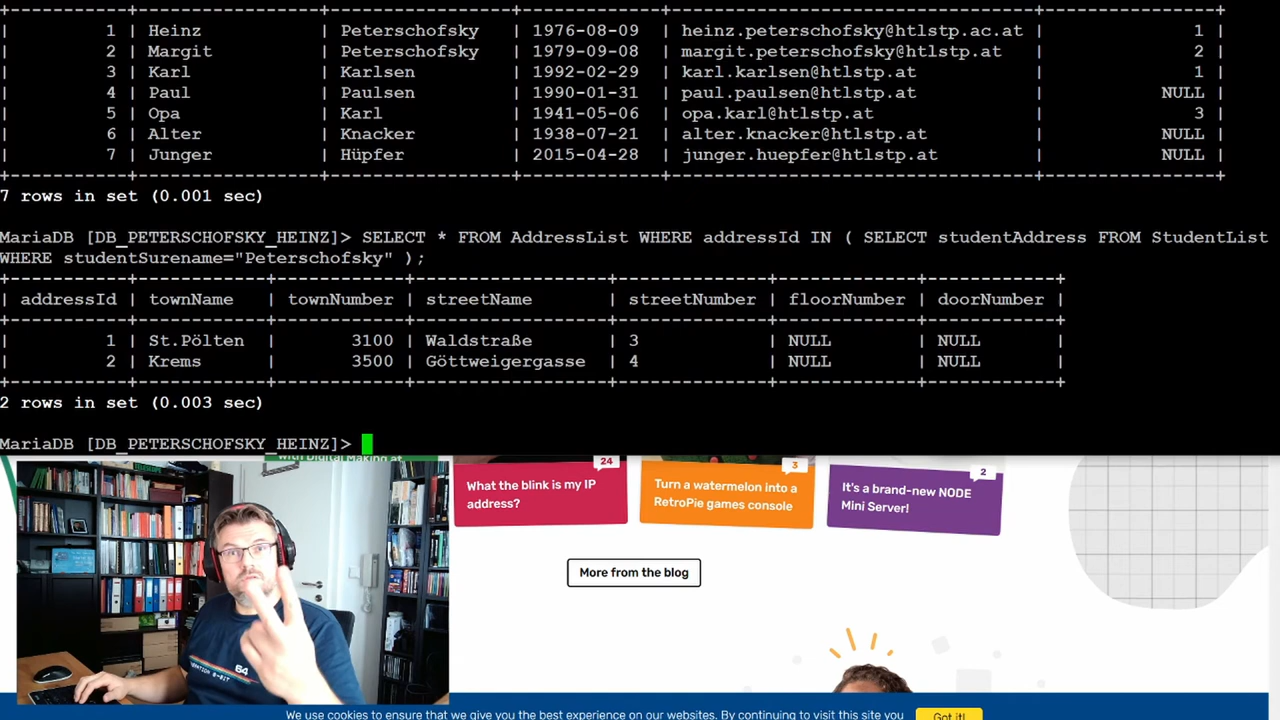 +--------------+-----------------+-------------+----------------------------------+----------------+
| 1 | Heinz | Peterschofsky | 1976-08-09 | heinz.peterschofsky@htlstp.ac.at | 1 |
| 2 | Margit | Peterschofsky | 1979-09-08 | margit.peterschofsky@htlstp.at | 2 |
| 3 | Karl | Karlsen | 1992-02-29 | karl.karlsen@htlstp.at | 1 |
| 4 | Paul | Paulsen | 1990-01-31 | paul.paulsen@htlstp.at | NULL |
| 5 | Opa | Karl | 1941-05-06 | opa.karl@htlstp.at | 3 |
| 6 | Alter | Knacker | 1938-07-21 | alter.knacker@htlstp.at | NULL |
| 7 | Junger | Hüpfer | 2015-04-28 | junger.huepfer@htlstp.at | NULL |
7 rows in set (0.001 sec)
MariaDB [DB_PETERSCHOFSKY_HEINZ]> SELECT * FROM AddressList WHERE addressId IN ( SELECT studentAddress FROM StudentList
WHERE studentSurename="Peterschofsky" );
| addressId | townName | townNumber | streetName | streetNumber | floorNumber | doorNumber |
| 1 | St.Pölten | 3100 | Waldstraße | 3 | NULL | NULL |
| 2 | Krems | 3500 | Göttweigergasse | 4 | NULL | NULL |
2 rows in set (0.003 sec)
MariaDB [DB_PETERSCHOFSKY_HEINZ]>
with Digital Making at
24
What the blink is my IP
address?
3
Turn a watermelon into a
RetroPie games console
2
It's a brand-new NODE
Mini Server!
More from the blog
64
We use cookies to ensure that we give you the best experience on our websites. By continuing to visit this site you
Got it!